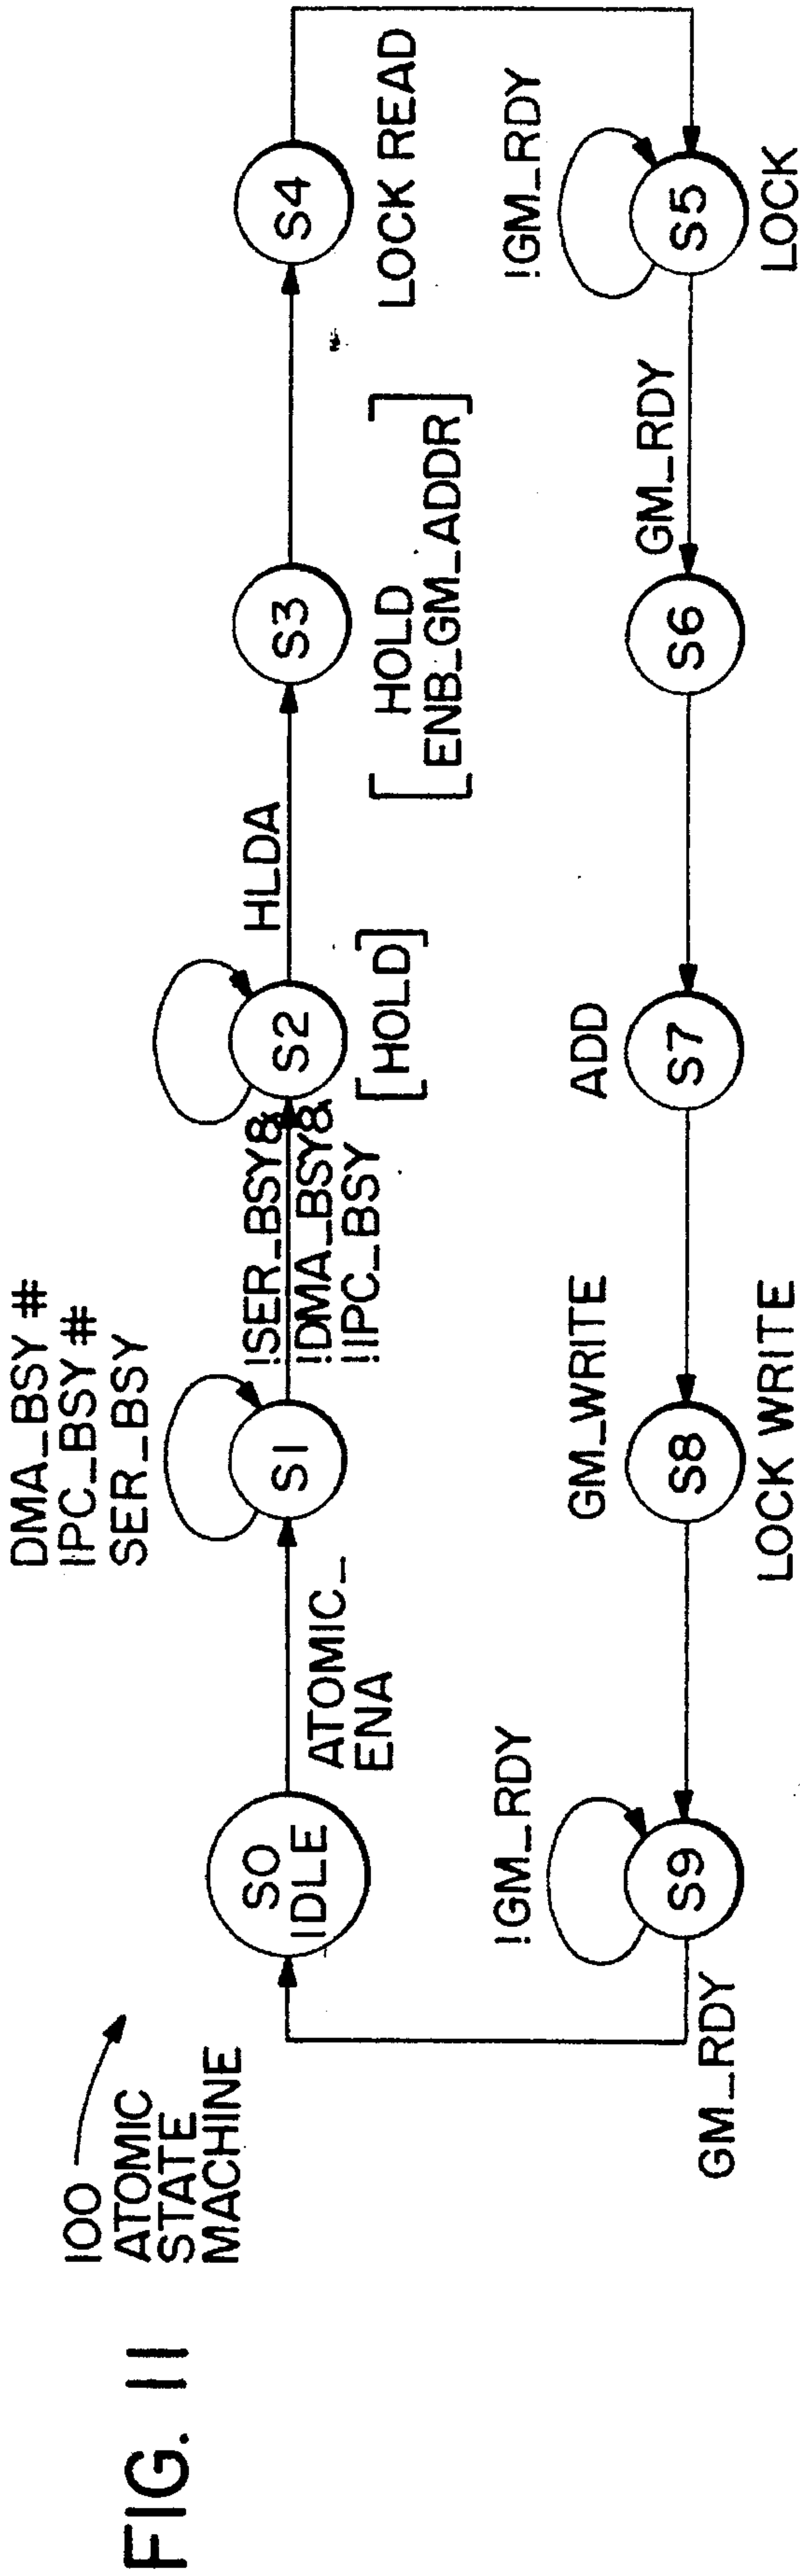 FIG. 11
100
ATOMIC
STATE
MACHINE
S0
IDLE
ATOMIC_
ENA
DMA_BSY #
IPC_BSY #
SER_BSY
S1
!SER_BSY&
!DMA_BSY&
!IPC_BSY
S2
[HOLD]
HLDA
S3
[HOLD
ENB_GM_ADDR]
S4
LOCK READ
!GM_RDY
S5
LOCK
GM_RDY
S6
ADD
S7
GM_WRITE
S8
LOCK WRITE
!GM_RDY
S9
GM_RDY